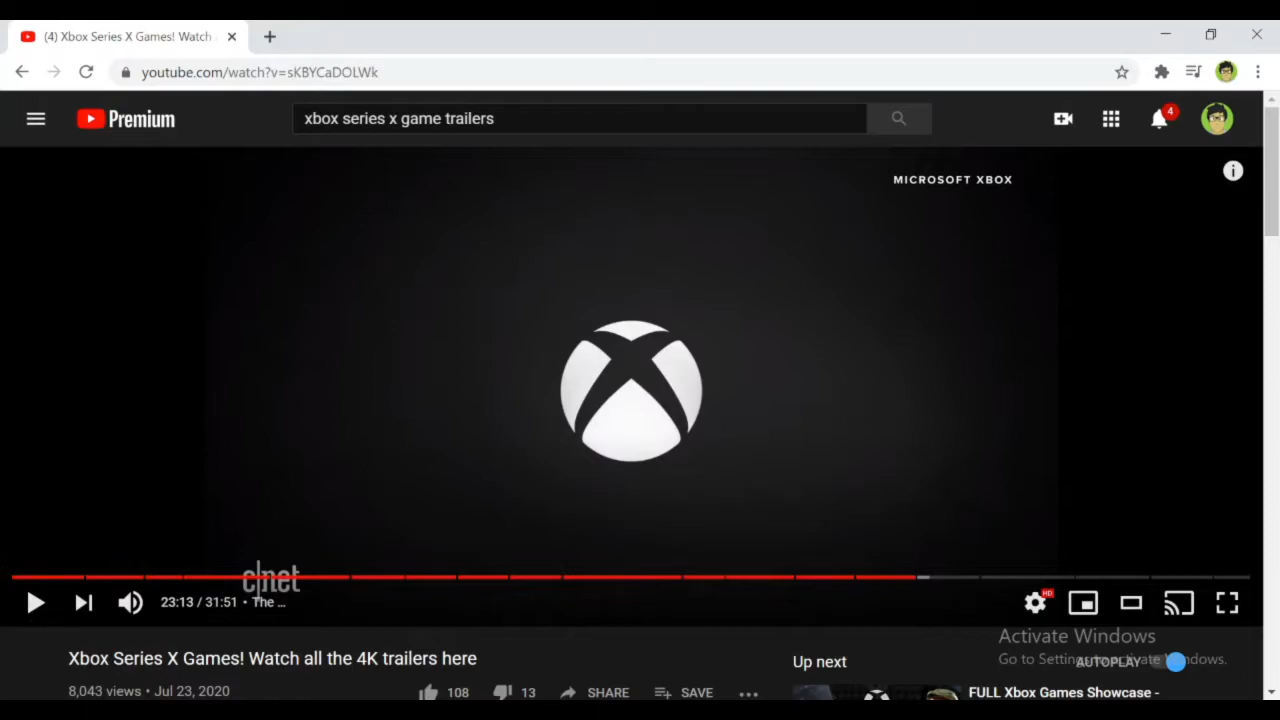 (4) Xbox Series X Games! Watch
youtube.com/watch?v=sKBYCaDOLWk
Premium
xbox series x game trailers
4
MICROSOFT XBOX
i
c|net
23:13 / 31:51 • The ...
HD
Activate Windows
Go to Settings to activate Windows.
Xbox Series X Games! Watch all the 4K trailers here
Up next
AUTOPLAY
8,043 views • Jul 23, 2020
108
13
SHARE
SAVE
FULL Xbox Games Showcase -